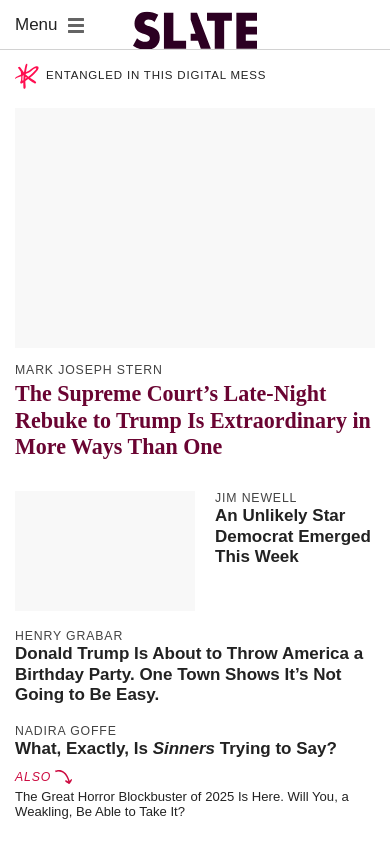 Menu
SLATE
ENTANGLED IN THIS DIGITAL MESS
MARK JOSEPH STERN
The Supreme Court’s Late-Night
Rebuke to Trump Is Extraordinary in
More Ways Than One
JIM NEWELL
An Unlikely Star
Democrat Emerged
This Week
HENRY GRABAR
Donald Trump Is About to Throw America a
Birthday Party. One Town Shows It’s Not
Going to Be Easy.
NADIRA GOFFE
What, Exactly, Is Sinners Trying to Say?
ALSO
The Great Horror Blockbuster of 2025 Is Here. Will You, a
Weakling, Be Able to Take It?